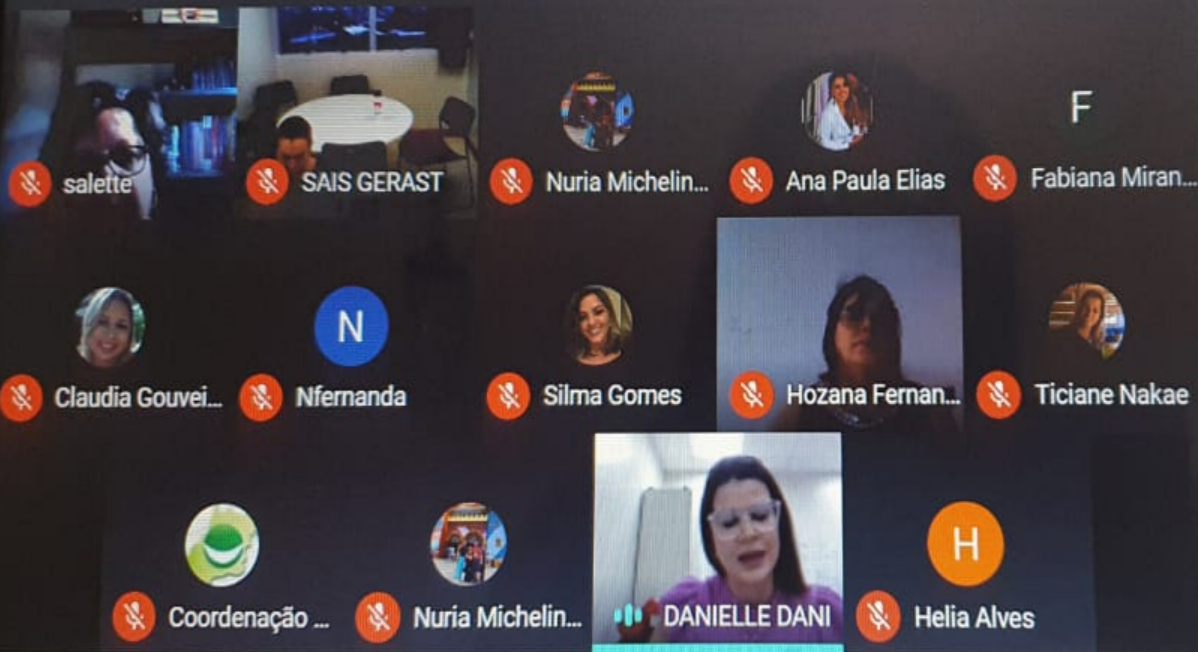 salette
SAIS GERAST
Nuria Michelin...
Ana Paula Elias
F
Fabiana Miran...
Claudia Gouvei...
N
Nfernanda
Silma Gomes
Hozana Fernan...
Ticiane Nakae
Coordenação ...
Nuria Michelin...
DANIELLE DANI
H
Helia Alves